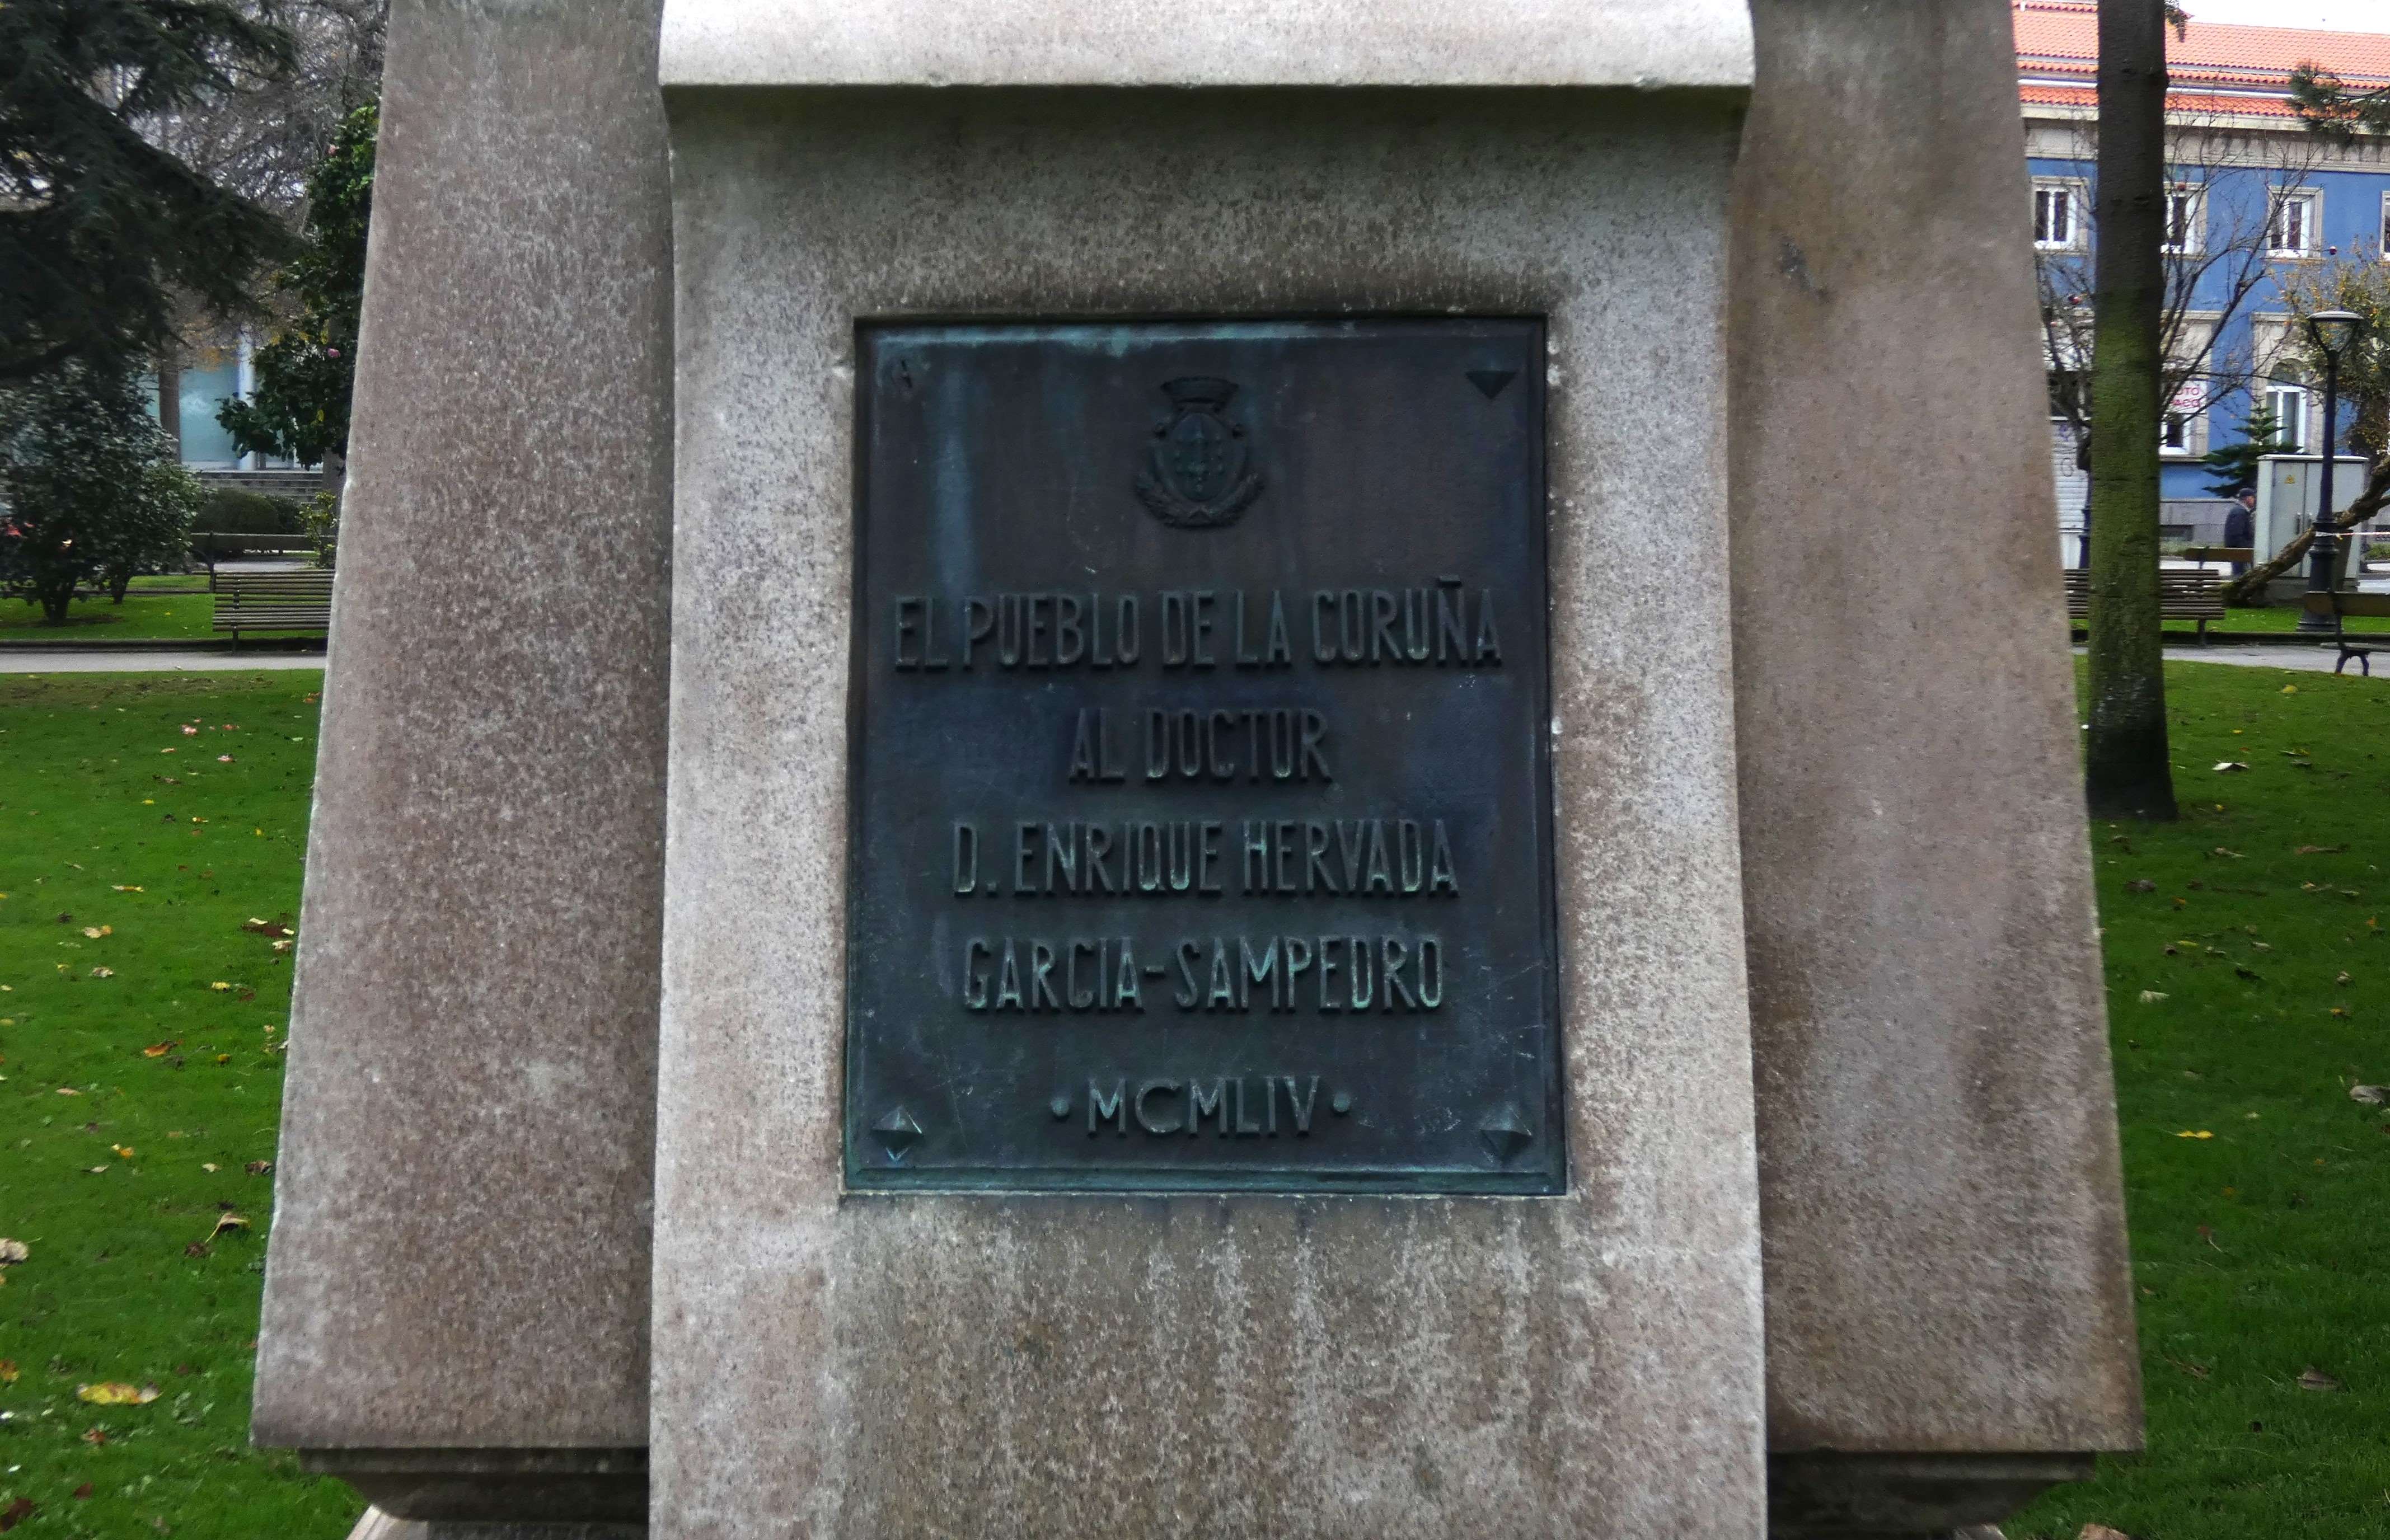 EL PUEBLO DE LA CORUÑA
AL DOCTOR
D. ENRIQUE HERVADA
GARCIA-SAMPEDRO
· MCMLIV ·